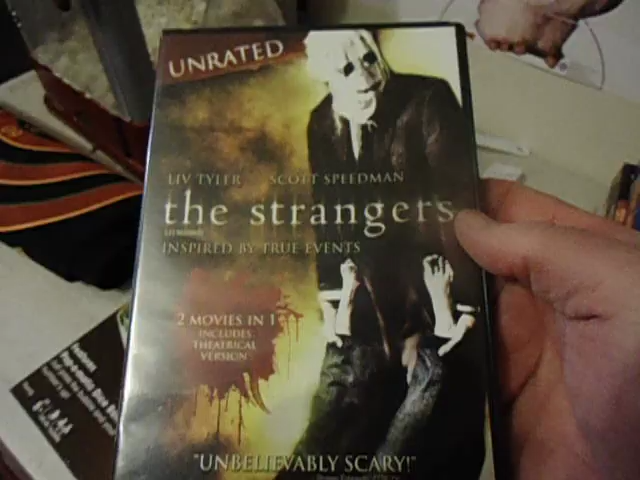 UNRATED
LIV TYLER SCOTT SPEEDMAN
the strangers
INSPIRED BY TRUE EVENTS
2 MOVIES IN 1
INCLUDES
THEATRICAL
VERSION
"UNBELIEVABLY SCARY!"
Features